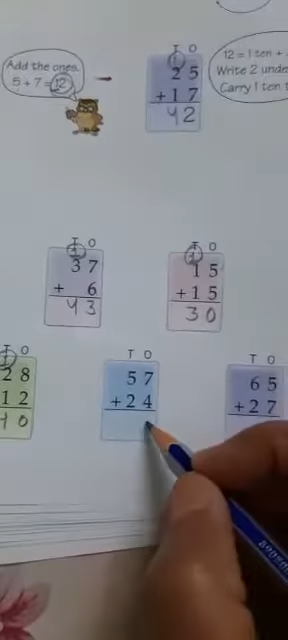 Add the ones.
5 + 7 = 12
T O
1
2 5
+ 1 7
4 2
12 = 1 ten +
Write 2 unde
Carry 1 ten t
T O
1
3 7
+ 6
4 3
T O
1
1 5
+ 1 5
3 0
T O
1
2 8
1 2
4 0
T O
5 7
+ 2 4
T O
6 5
+ 2 7